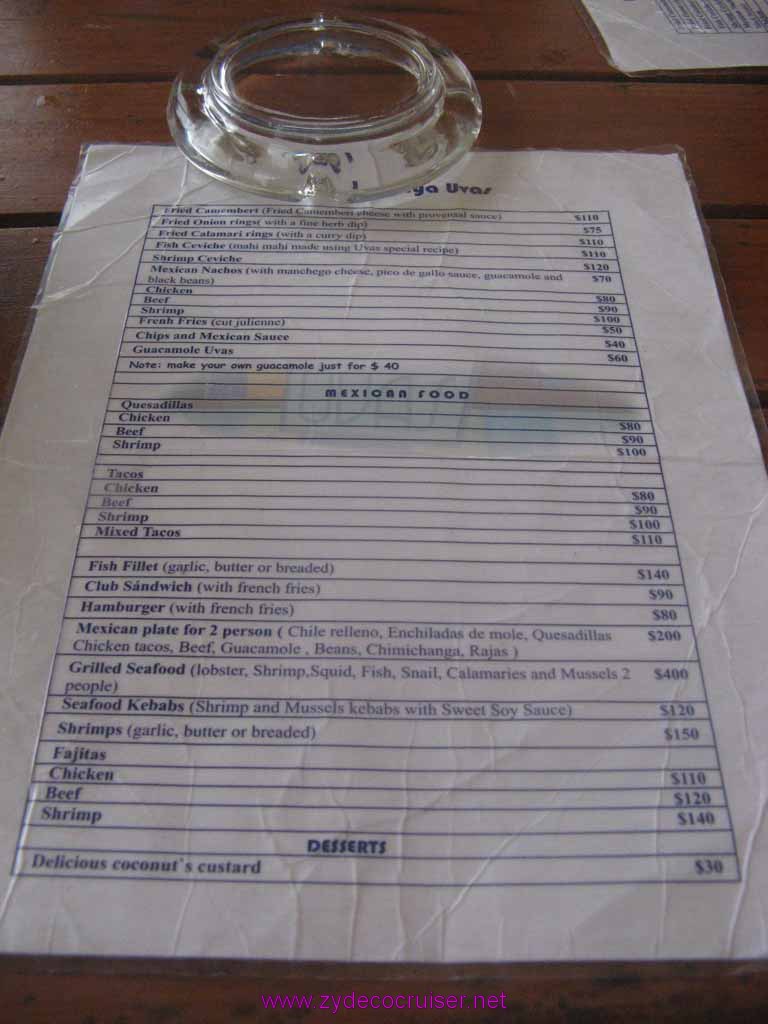 Uvas
Fried Camembert (Fried Camembert cheese with provensal sauce) $110
Fried Onion rings (with a fine herb dip) $75
Fried Calamari rings (with a curry dip) $110
Fish Ceviche (mahi mahi made using Uvas special recipe) $110
Shrimp Ceviche $120
Mexican Nachos (with manchego cheese, pico de gallo sauce, guacamole and $70
black beans)
Chicken $80
Beef $90
Shrimp $100
Frenh Fries (cut julienne) $50
Chips and Mexican Sauce $40
Guacamole Uvas $60
Note: make your own guacamole just for $ 40
MEXICAN FOOD
Quesadillas
Chicken $80
Beef $90
Shrimp $100
Tacos
Chicken $80
Beef $90
Shrimp $100
Mixed Tacos $110
Fish Fillet (garlic, butter or breaded) $140
Club Sándwich (with french fries) $90
Hamburger (with french fries) $80
Mexican plate for 2 person ( Chile relleno, Enchiladas de mole, Quesadillas $200
Chicken tacos, Beef, Guacamole , Beans, Chimichanga, Rajas )
Grilled Seafood (lobster, Shrimp,Squid, Fish, Snail, Calamaries and Mussels 2 $400
people)
Seafood Kebabs (Shrimp and Mussels kebabs with Sweet Soy Sauce) $120
Shrimps (garlic, butter or breaded) $150
Fajitas
Chicken $110
Beef $120
Shrimp $140
DESSERTS
Delicious coconut's custard $30
www.zydecocruiser.net